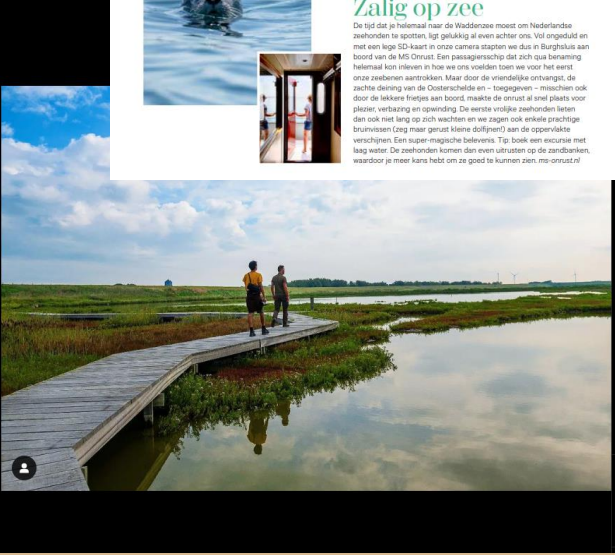 Zalig op zee
De tijd dat je helemaal naar de Waddenzee moest om Nederlandse
zeehonden te spotten, ligt gelukkig al even achter ons. Vol ongeduld en
met een lege SD-kaart in onze camera stapten we dus in Burghsluis aan
boord van de MS Onrust. Een passagiersschip dat zich qua benaming
helemaal kon inleven in hoe we ons voelden toen we voor het eerst
onze zeebenen aantrokken. Maar door de vriendelijke ontvangst, de
zachte deining van de Oosterschelde en – toegegeven – misschien ook
door de lekkere frietjes aan boord, maakte de onrust al snel plaats voor
plezier, verbazing en opwinding. De eerste vrolijke zeehonden lieten
dan ook niet lang op zich wachten en we zagen ook enkele prachtige
bruinvissen (zeg maar gerust kleine dolfijnen!) aan de oppervlakte
verschijnen. Een super-magische belevenis. Tip: boek een excursie met
laag water. De zeehonden komen dan even uitrusten op de zandbanken,
waardoor je meer kans hebt om ze goed te kunnen zien. ms-onrust.nl